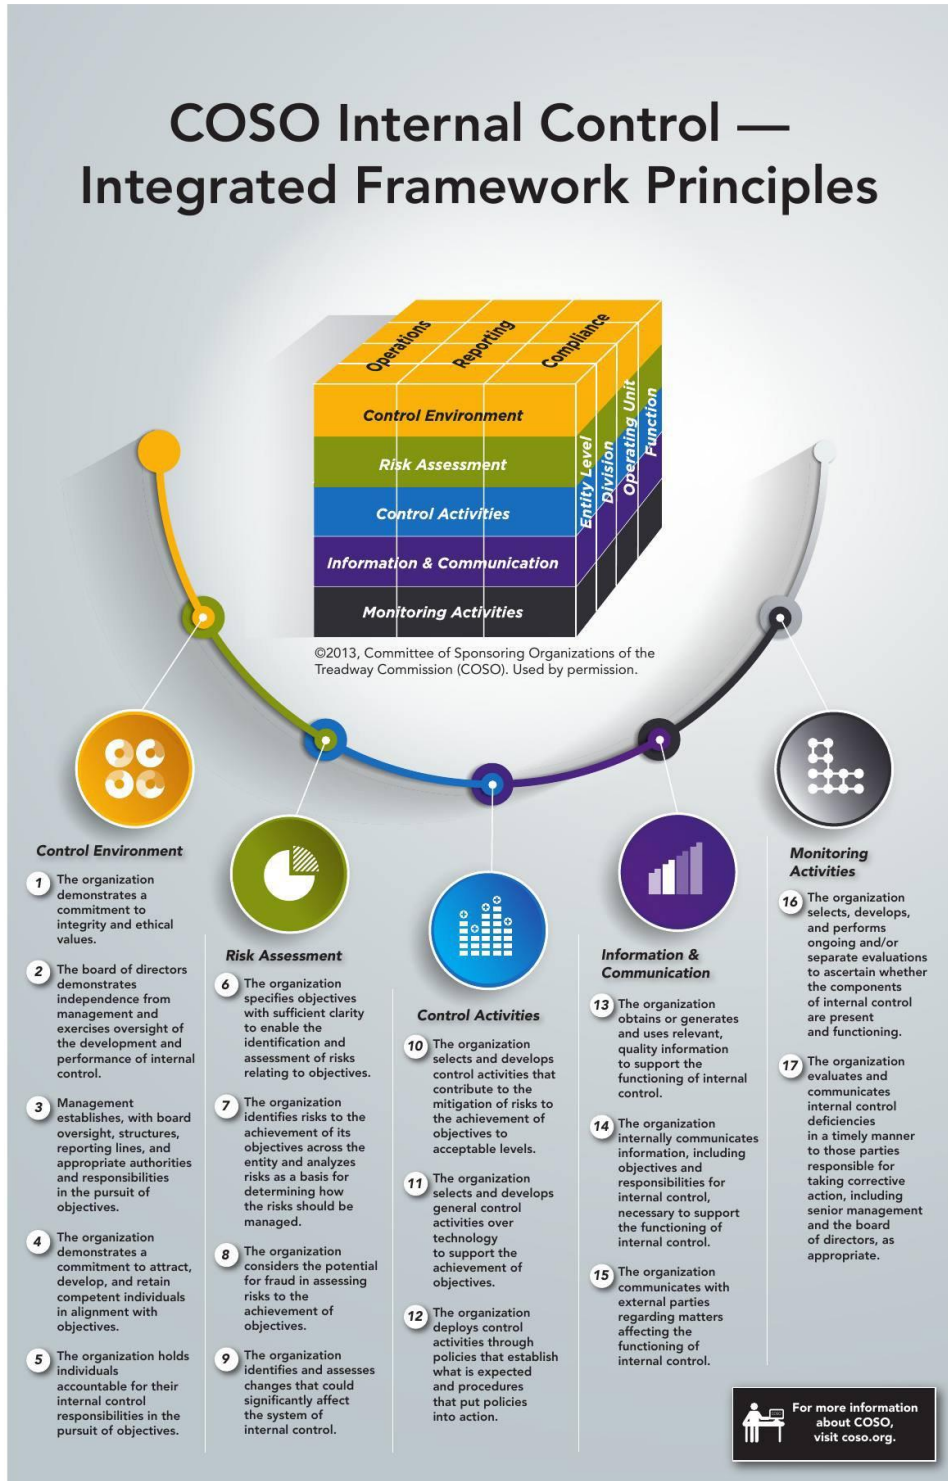 COSO Internal Control —
Integrated Framework Principles
Operations
Reporting
Compliance
Control Environment
Risk Assessment
Control Activities
Information & Communication
Monitoring Activities
Entity Level
Division
Operating Unit
Function
©2013, Committee of Sponsoring Organizations of the
Treadway Commission (COSO). Used by permission.
Control Environment
1 The organization
demonstrates a
commitment to
integrity and ethical
values.
2 The board of directors
demonstrates
independence from
management and
exercises oversight of
the development and
performance of internal
control.
3 Management
establishes, with board
oversight, structures,
reporting lines, and
appropriate authorities
and responsibilities
in the pursuit of
objectives.
4 The organization
demonstrates a
commitment to attract,
develop, and retain
competent individuals
in alignment with
objectives.
5 The organization holds
individuals
accountable for their
internal control
responsibilities in the
pursuit of objectives.
Risk Assessment
6 The organization
specifies objectives
with sufficient clarity
to enable the
identification and
assessment of risks
relating to objectives.
7 The organization
identifies risks to the
achievement of its
objectives across the
entity and analyzes
risks as a basis for
determining how
the risks should be
managed.
8 The organization
considers the potential
for fraud in assessing
risks to the
achievement of
objectives.
9 The organization
identifies and assesses
changes that could
significantly affect
the system of
internal control.
Control Activities
10 The organization
selects and develops
control activities that
contribute to the
mitigation of risks to
the achievement of
objectives to
acceptable levels.
11 The organization
selects and develops
general control
activities over
technology
to support the
achievement of
objectives.
12 The organization
deploys control
activities through
policies that establish
what is expected
and procedures
that put policies
into action.
Information &
Communication
13 The organization
obtains or generates
and uses relevant,
quality information
to support the
functioning of internal
control.
14 The organization
internally communicates
information, including
objectives and
responsibilities for
internal control,
necessary to support
the functioning of
internal control.
15 The organization
communicates with
external parties
regarding matters
affecting the
functioning of
internal control.
Monitoring
Activities
16 The organization
selects, develops,
and performs
ongoing and/or
separate evaluations
to ascertain whether
the components
of internal control
are present
and functioning.
17 The organization
evaluates and
communicates
internal control
deficiencies
in a timely manner
to those parties
responsible for
taking corrective
action, including
senior management
and the board
of directors, as
appropriate.
For more information
about COSO,
visit coso.org.